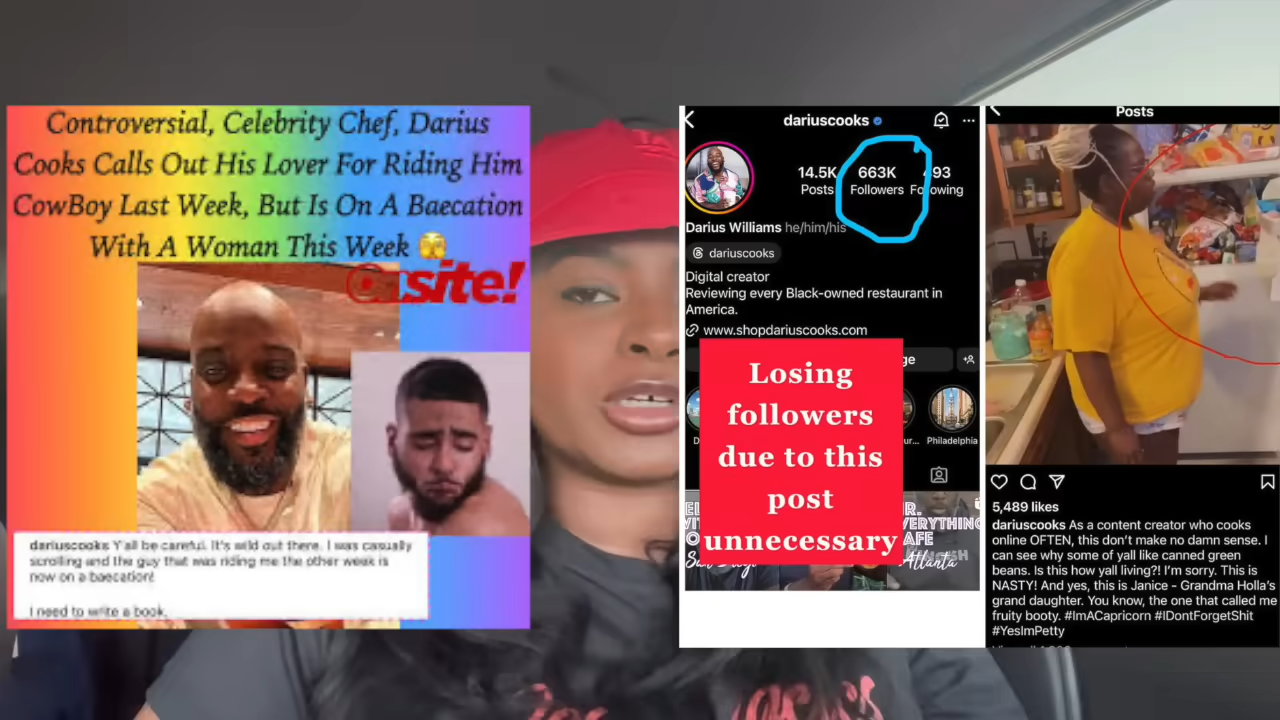 Controversial, Celebrity Chef, Darius
Cooks Calls Out His Lover For Riding Him
CowBoy Last Week, But Is On A Baecation
With A Woman This Week 🫣
Onsite!
dariuscooks Y'all be careful. It's wild out there. I was casually
scrolling and the guy that was riding me the other week is
now on a baecation!
I need to write a book.
dariuscooks
14.5K
Posts
663K
Followers
493
Following
Darius Williams he/him/his
dariuscooks
Digital creator
Reviewing every Black-owned restaurant in
America.
www.shopdariuscooks.com
ge
Philadelphia
Losing
followers
due to this
post
unnecessary
Atlanta
Posts
5,489 likes
dariuscooks As a content creator who cooks
online OFTEN, this don't make no damn sense. I
can see why some of yall like canned green
beans. Is this how yall living?! I'm sorry. This is
NASTY! And yes, this is Janice - Grandma Holla's
grand daughter. You know, the one that called me
fruity booty. #ImACapricorn #IDontForgetShit
#YesImPetty